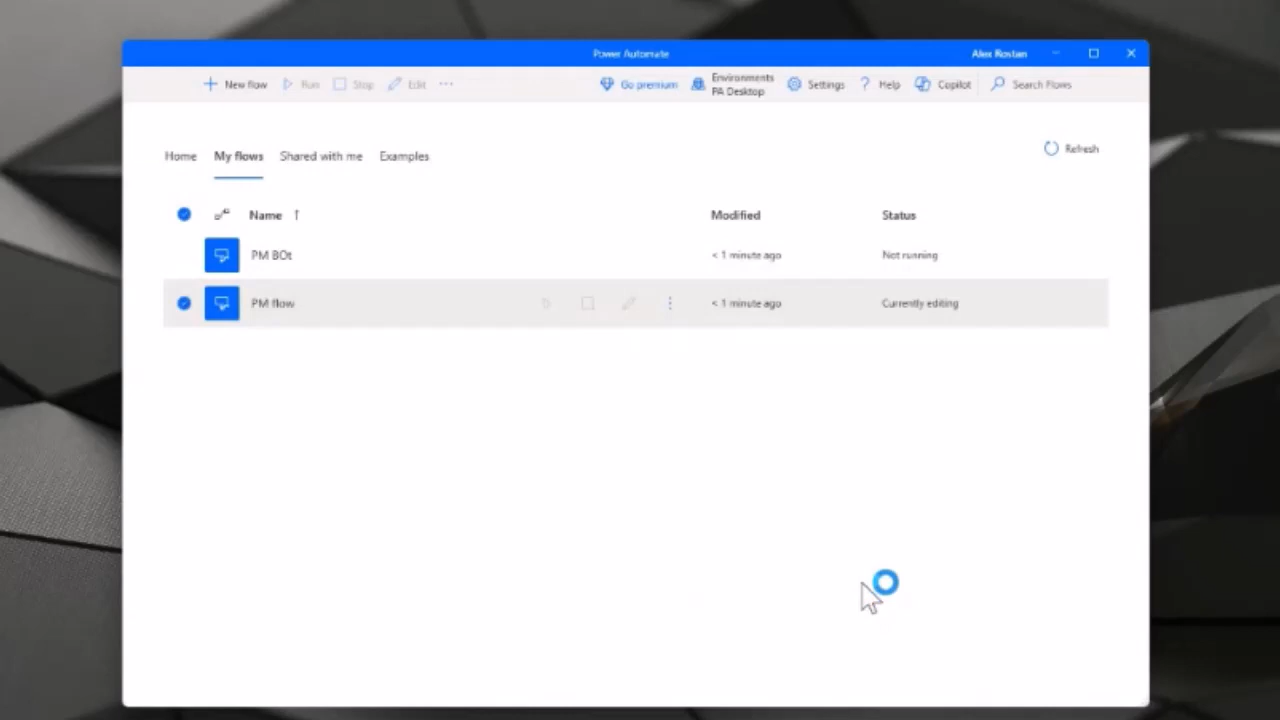 Power Automate
Alex Rostan
New flow Run Stop Edit ···
Go premium
Environments
PA Desktop
Settings ? Help Copilot Search Flows
Home My flows Shared with me Examples
Refresh
Name ↑ Modified Status
PM BOt < 1 minute ago Not running
PM flow < 1 minute ago Currently editing